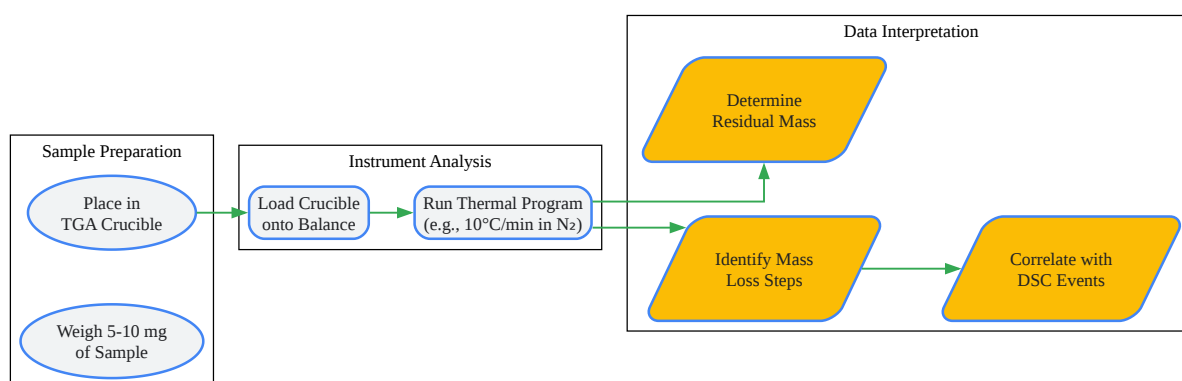 Sample Preparation
Place in
TGA Crucible
Weigh 5-10 mg
of Sample
Instrument Analysis
Load Crucible
onto Balance
Run Thermal Program
(e.g., 10°C/min in N₂)
Data Interpretation
Determine
Residual Mass
Identify Mass
Loss Steps
Correlate with
DSC Events